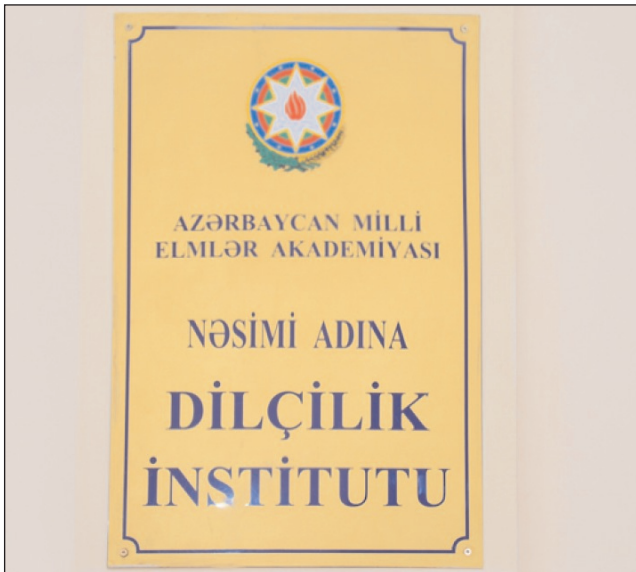 AZƏRBAYCAN MİLLİ
ELMLƏR AKADEMİYASI
NƏSİMİ ADINA
DİLÇİLİK
İNSTİTUTU